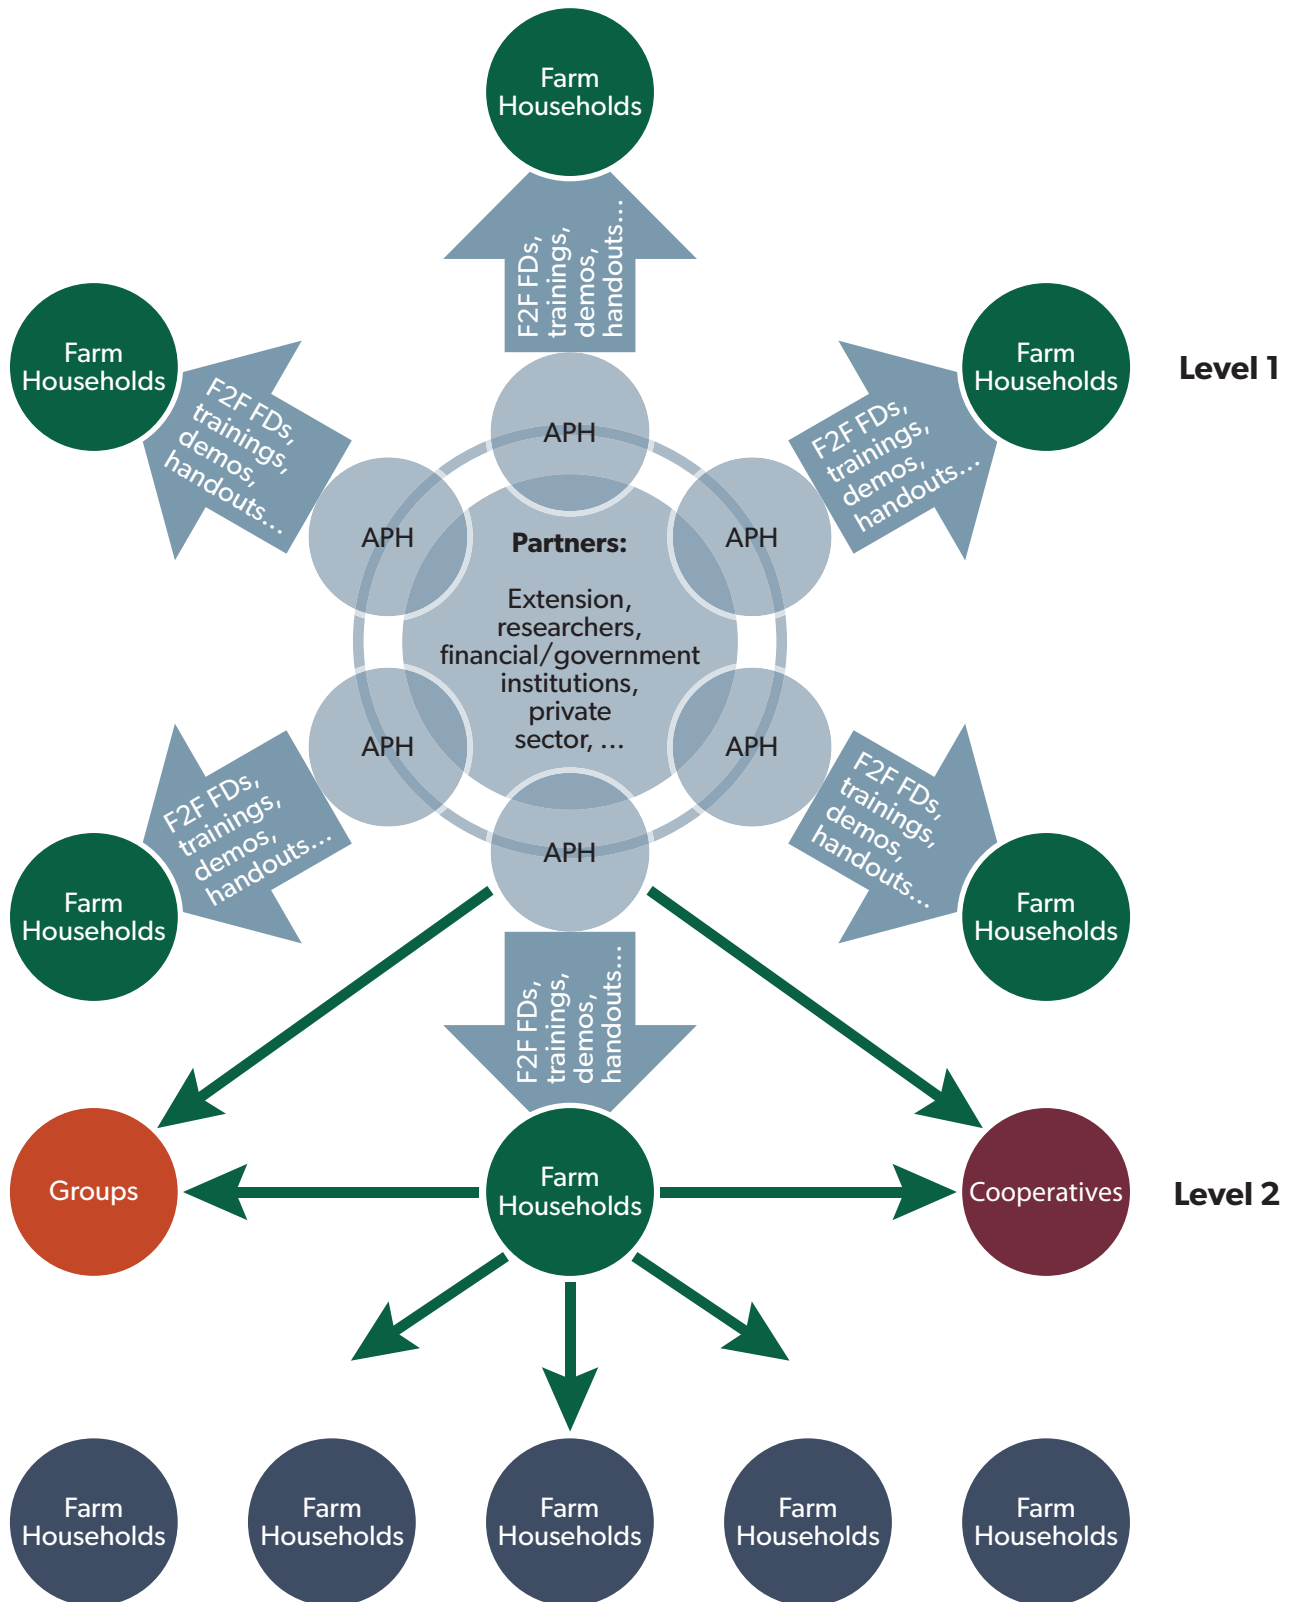 Farm
Households
F2F FDs,
trainings,
demos,
handouts...
Farm
Households
F2F FDs,
trainings,
demos,
handouts...
Farm
Households
Level 1
F2F FDs,
trainings,
demos,
handouts...
APH
APH
APH
Partners:
Extension,
researchers,
financial/government
institutions,
private
sector, ...
APH
APH
APH
F2F FDs,
trainings,
demos,
handouts...
Farm
Households
F2F FDs,
trainings,
demos,
handouts...
Farm
Households
F2F FDs,
trainings,
demos,
handouts...
Groups
Farm
Households
Cooperatives
Level 2
Farm
Households
Farm
Households
Farm
Households
Farm
Households
Farm
Households